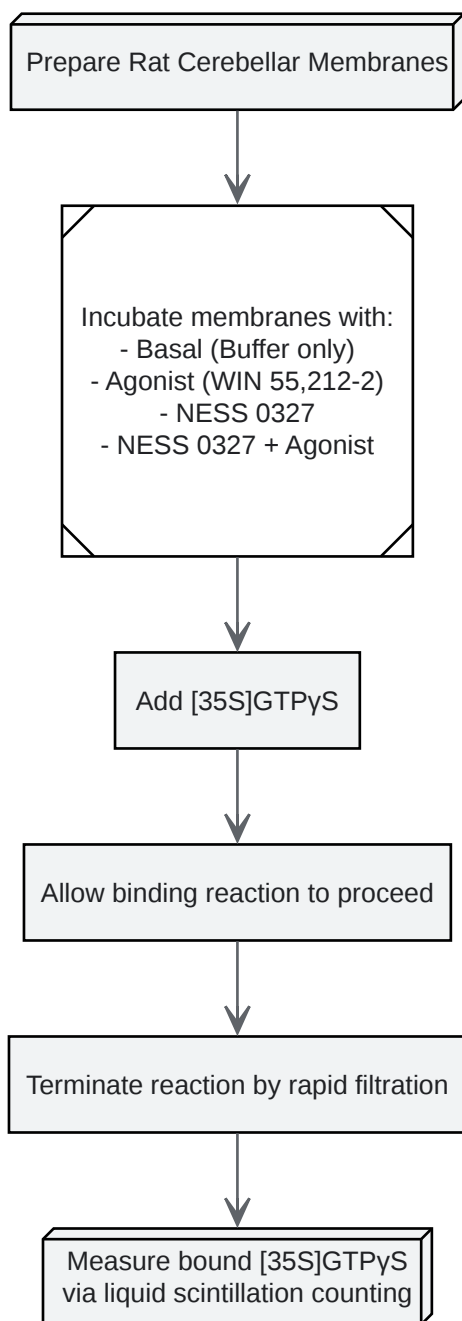 Prepare Rat Cerebellar Membranes
Incubate membranes with:
- Basal (Buffer only)
- Agonist (WIN 55,212-2)
- NESS 0327
- NESS 0327 + Agonist
Add [35S]GTPγS
Allow binding reaction to proceed
Terminate reaction by rapid filtration
Measure bound [35S]GTPγS
via liquid scintillation counting